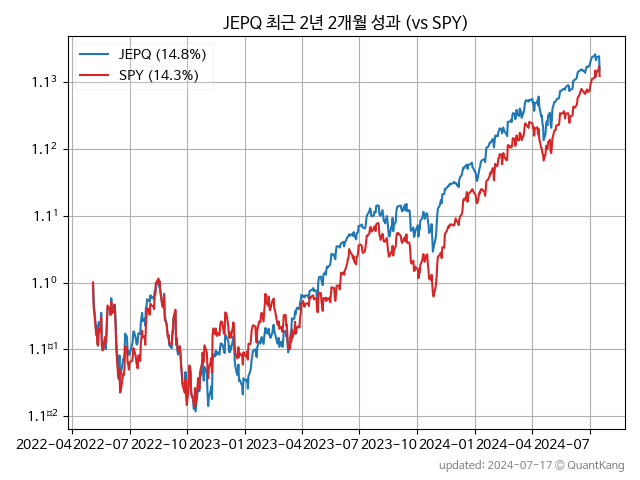 JEPQ 최근 2년 2개월 성과 (vs SPY)
JEPQ (14.8%)
SPY (14.3%)
1.1³
1.1²
1.1¹
1.1⁰
1.1¤¹
1.1¤²
2022-04 2022-07 2022-10 2023-01 2023-04 2023-07 2023-10 2024-01 2024-04 2024-07
updated: 2024-07-17 © QuantKang